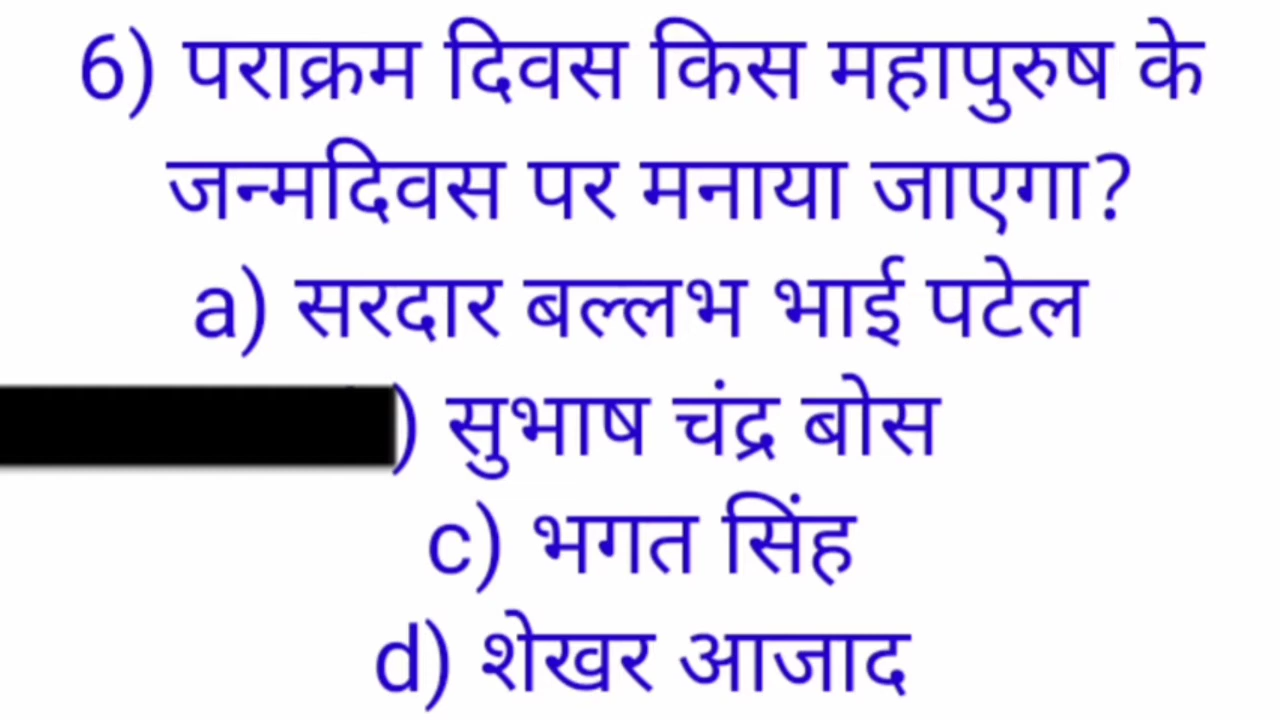 6) पराक्रम दिवस किस महापुरुष के
जन्मदिवस पर मनाया जाएगा?
a) सरदार बल्लभ भाई पटेल
) सुभाष चंद्र बोस
c) भगत सिंह
d) शेखर आजाद